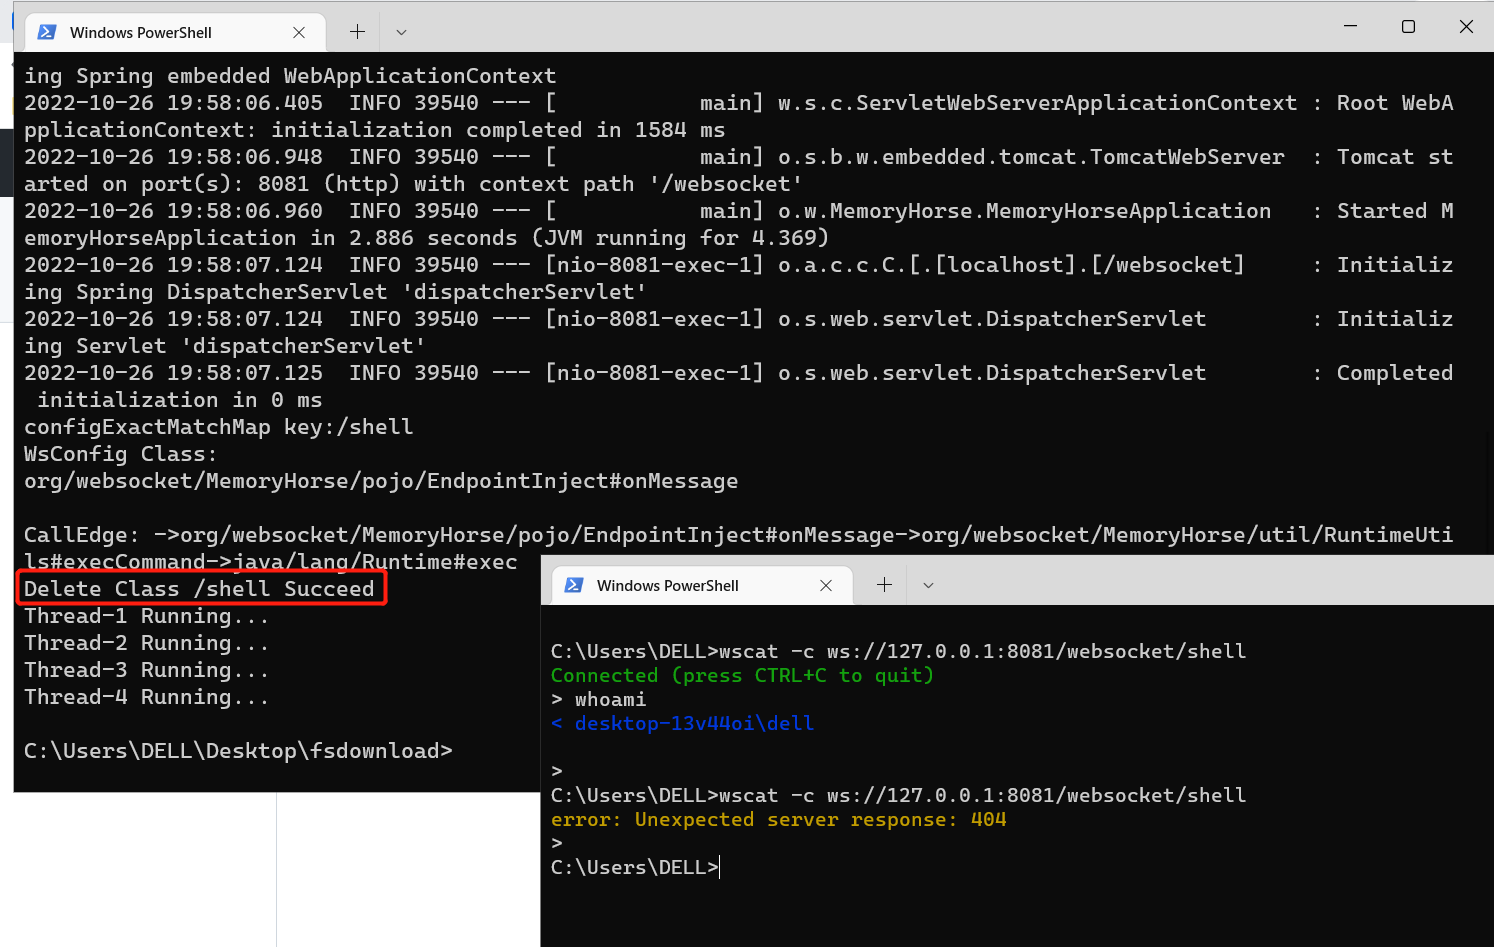 Windows PowerShell
ing Spring embedded WebApplicationContext
2022-10-26 19:58:06.405  INFO 39540 --- [           main] w.s.c.ServletWebServerApplicationContext : Root WebA
pplicationContext: initialization completed in 1584 ms
2022-10-26 19:58:06.948  INFO 39540 --- [           main] o.s.b.w.embedded.tomcat.TomcatWebServer  : Tomcat st
arted on port(s): 8081 (http) with context path '/websocket'
2022-10-26 19:58:06.960  INFO 39540 --- [           main] o.w.MemoryHorse.MemoryHorseApplication   : Started M
emoryHorseApplication in 2.886 seconds (JVM running for 4.369)
2022-10-26 19:58:07.124  INFO 39540 --- [nio-8081-exec-1] o.a.c.c.C.[.[localhost].[/websocket]     : Initializ
ing Spring DispatcherServlet 'dispatcherServlet'
2022-10-26 19:58:07.124  INFO 39540 --- [nio-8081-exec-1] o.s.web.servlet.DispatcherServlet        : Initializ
ing Servlet 'dispatcherServlet'
2022-10-26 19:58:07.125  INFO 39540 --- [nio-8081-exec-1] o.s.web.servlet.DispatcherServlet        : Completed
 initialization in 0 ms
configExactMatchMap key:/shell
WsConfig Class:
org/websocket/MemoryHorse/pojo/EndpointInject#onMessage
CallEdge: ->org/websocket/MemoryHorse/pojo/EndpointInject#onMessage->org/websocket/MemoryHorse/util/RuntimeUti
ls#execCommand->java/lang/Runtime#exec
Delete Class /shell Succeed
Thread-1 Running...
Thread-2 Running...
Thread-3 Running...
Thread-4 Running...
C:\Users\DELL\Desktop\fsdownload>
Windows PowerShell
C:\Users\DELL>wscat -c ws://127.0.0.1:8081/websocket/shell
Connected (press CTRL+C to quit)
> whoami
< desktop-13v44oi\dell
>
C:\Users\DELL>wscat -c ws://127.0.0.1:8081/websocket/shell
error: Unexpected server response: 404
>
C:\Users\DELL>